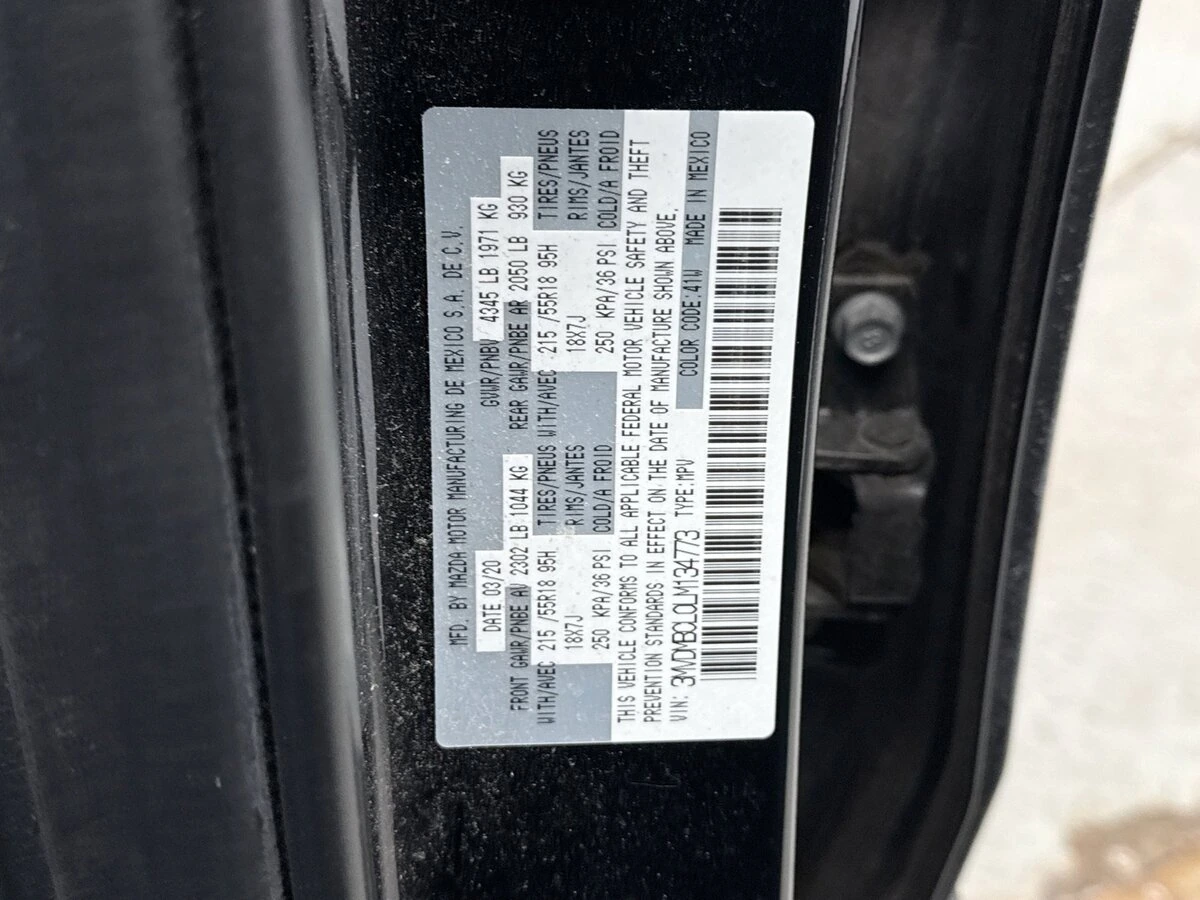 MFD. BY MAZDA MOTOR MANUFACTURING DE MEXICO S.A. DE C.V.
DATE 03/20 GVWR/PNBV 4345 LB 1971 KG
FRONT GAWR/PNBE AV 2302 LB 1044 KG REAR GAWR/PNBE AR 2050 LB 930 KG
WITH/AVEC 215 /55R18 95H TIRES/PNEUS WITH/AVEC 215 /55R18 95H TIRES/PNEUS
18X7J RIMS/JANTES 18X7J RIMS/JANTES
250 KPA/36 PSI COLD/A FROID 250 KPA/36 PSI COLD/A FROID
THIS VEHICLE CONFORMS TO ALL APPLICABLE FEDERAL MOTOR VEHICLE SAFETY AND THEFT
PREVENTION STANDARDS IN EFFECT ON THE DATE OF MANUFACTURE SHOWN ABOVE.
VIN: 3MVDMBCL0LM134773 TYPE:MPV COLOR CODE:41W MADE IN MEXICO